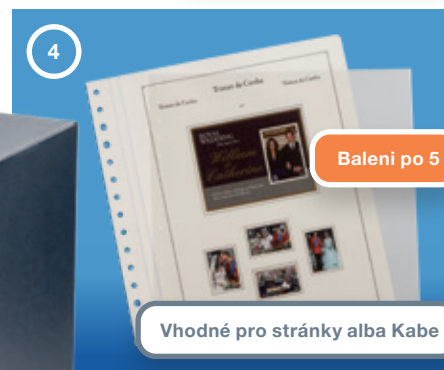 4
Tristan da Cunha
Tristan da Cunha
Tristan da Cunha
ROYAL
WEDDING
William
Catherine
Baleni po 5
Vhodné pro stránky alba Kabe